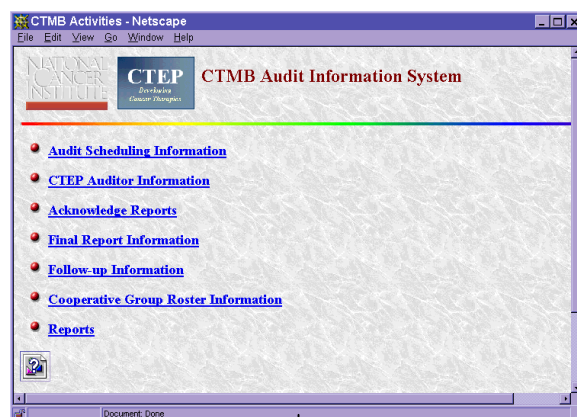 CTMB Activities - Netscape
File Edit View Go Window Help
NATIONAL
CANCER
INSTITUTE
CTEP
Developing
Cancer Therapies
CTMB Audit Information System
Audit Scheduling Information
CTEP Auditor Information
Acknowledge Reports
Final Report Information
Follow-up Information
Cooperative Group Roster Information
Reports
Document: Done